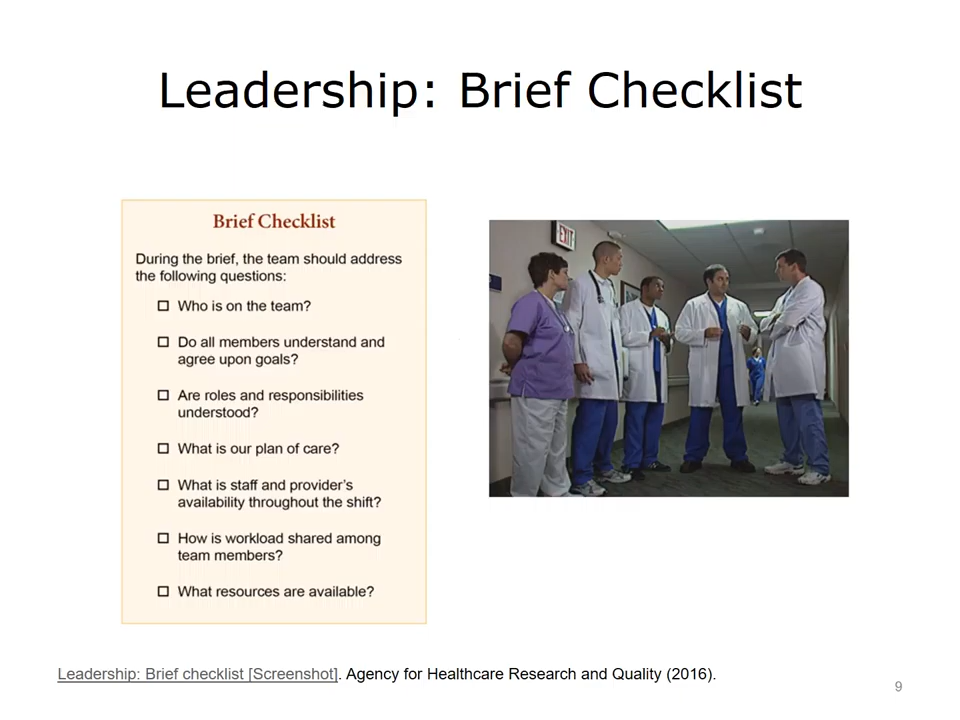 Leadership: Brief Checklist
Brief Checklist
During the brief, the team should address
the following questions:
☐ Who is on the team?
☐ Do all members understand and
agree upon goals?
☐ Are roles and responsibilities
understood?
☐ What is our plan of care?
☐ What is staff and provider's
availability throughout the shift?
☐ How is workload shared among
team members?
☐ What resources are available?
EXIT
Leadership: Brief checklist [Screenshot]. Agency for Healthcare Research and Quality (2016).
9